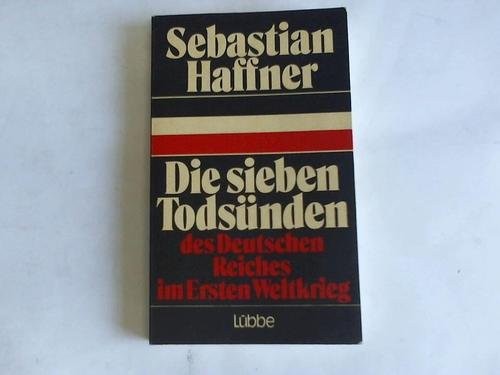 Sebastian
Haffner
Die sieben
Todsünden
des Deutschen
Reiches
im Ersten Weltkrieg
Lübbe